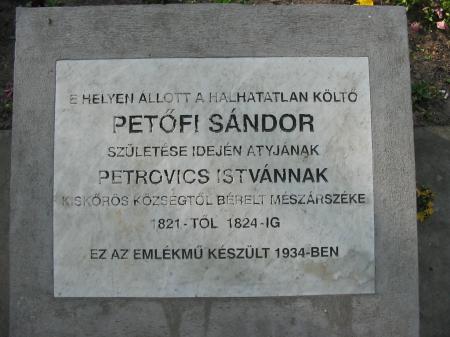 E HELYEN ÁLLOTT A HALHATATLAN KÖLTŐ
PETŐFI SÁNDOR
SZÜLETÉSE IDEJÉN ATYJÁNAK
PETROVICS ISTVÁNNAK
KISKŐRÖS KÖZSÉGTŐL BÉRELT MÉSZÁRSZÉKE
1821-TŐL 1824-IG
EZ AZ EMLÉKMŰ KÉSZÜLT 1934-BEN